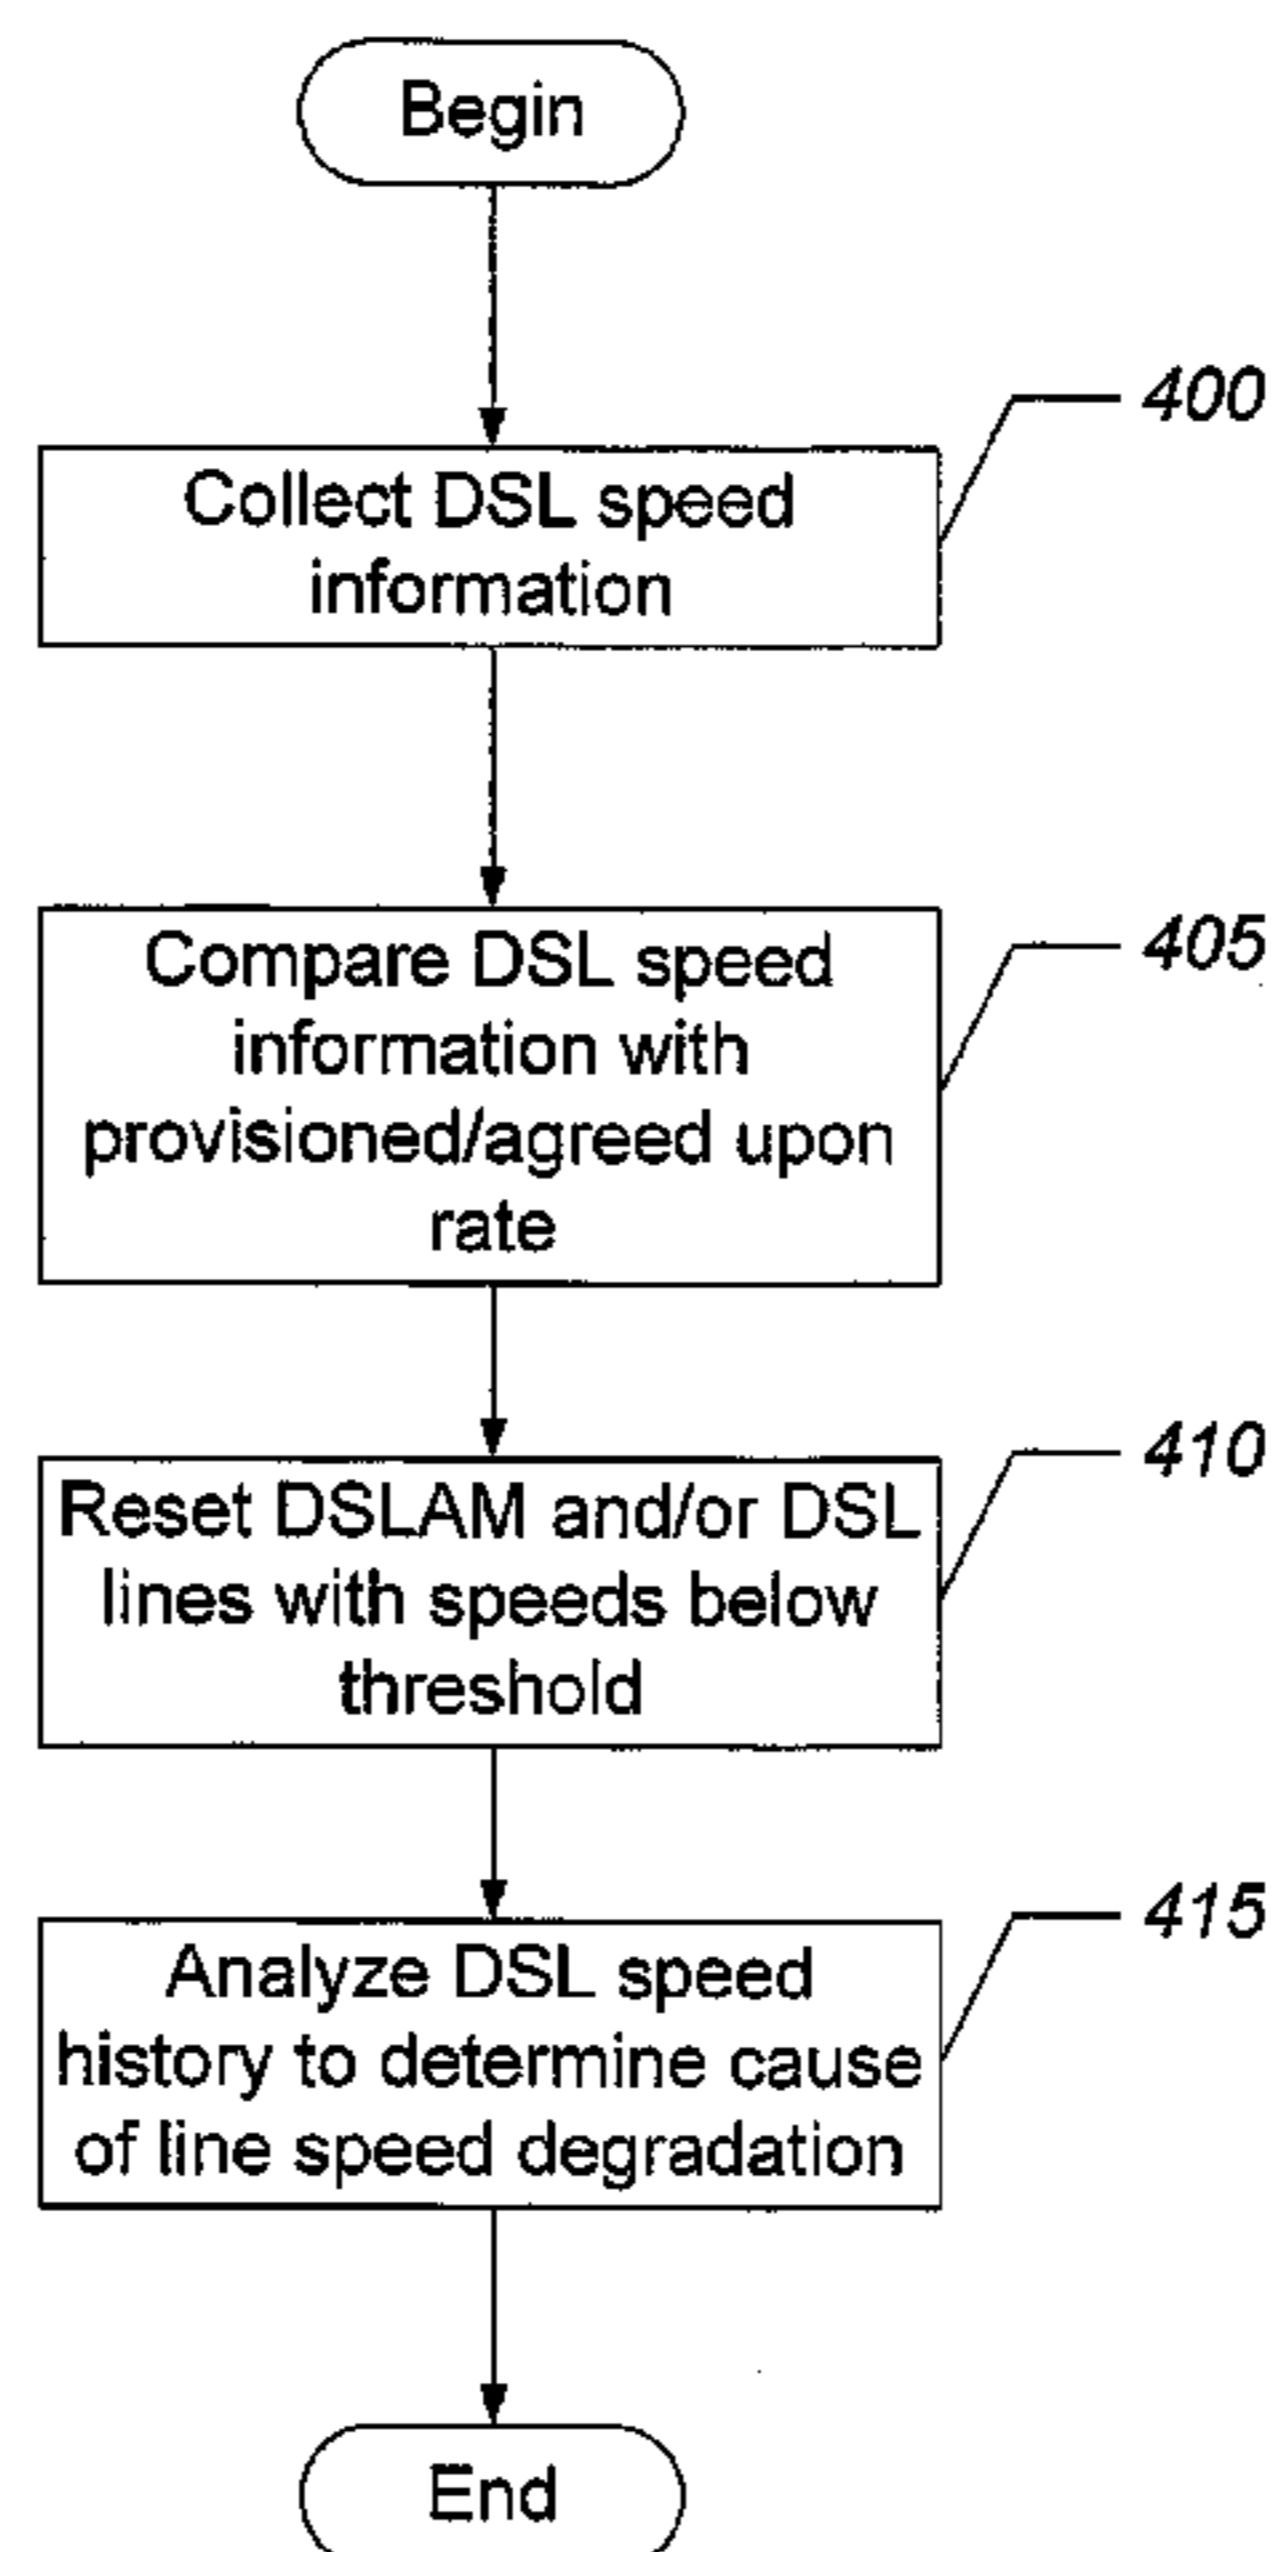 Begin
400
Collect DSL speed
information
405
Compare DSL speed
information with
provisioned/agreed upon
rate
410
Reset DSLAM and/or DSL
lines with speeds below
threshold
415
Analyze DSL speed
history to determine cause
of line speed degradation
End